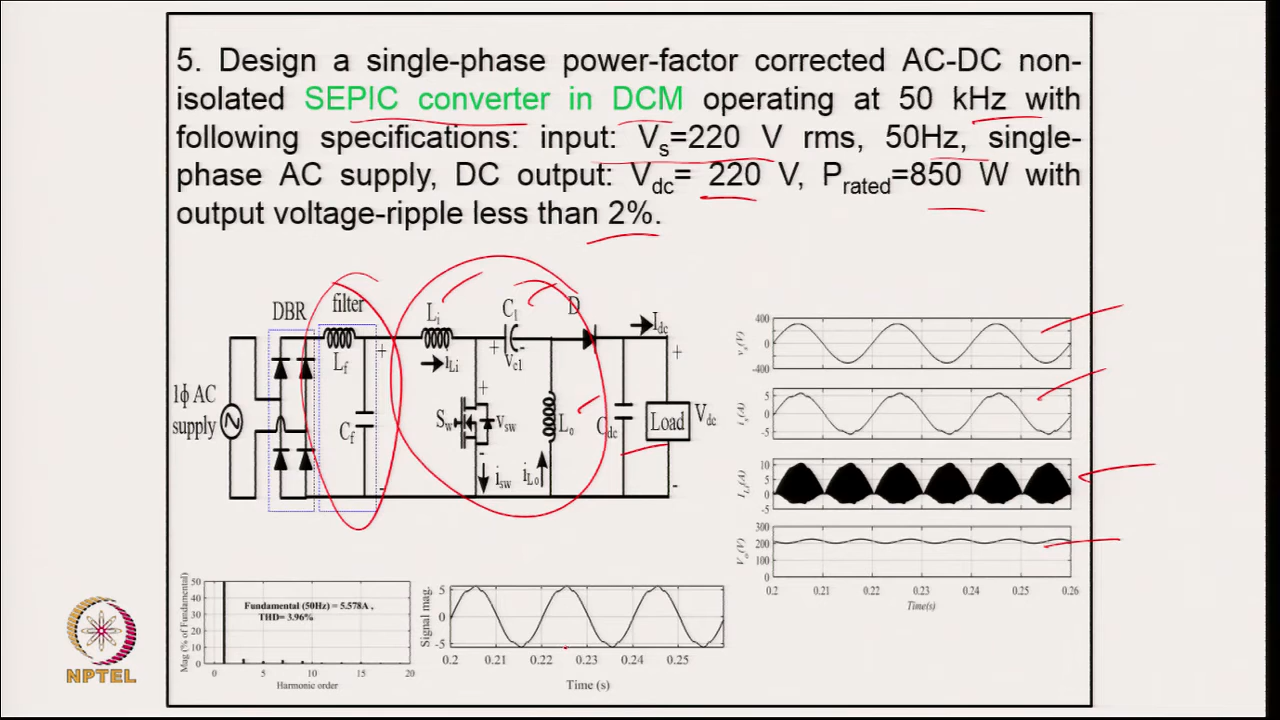 5. Design a single-phase power-factor corrected AC-DC non-
isolated SEPIC converter in DCM operating at 50 kHz with
following specifications: input: Vs=220 V rms, 50Hz, single-
phase AC supply, DC output: Vdc= 220 V, Prated=850 W with
output voltage-ripple less than 2%.
DBR
filter
Lf
Cf
1ϕ AC
supply
+
-
Li
iLi
C1
+
-
Vc1
D
Idc
Sw
+
vsw
-
isw
iLo
Lo
Cdc
Load
+
Vdc
-
400
0
-400
vs(V)
5
0
-5
is(A)
10
5
0
-5
300
200
100
0
0.2 0.21 0.22 0.23 0.24 0.25 0.26
Time(s)
Mag (% of Fundamental)
50
40
30
20
10
0
Fundamental (50Hz) = 5.578A ,
THD= 3.96%
0 5 10 15 20
Harmonic order
Signal mag.
5
0
-5
0.2 0.21 0.22 0.23 0.24 0.25
Time (s)
NPTEL